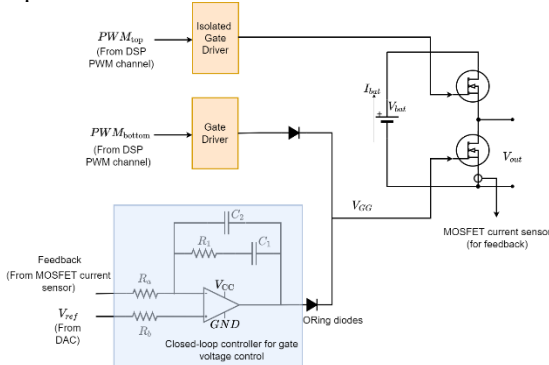 Isolated
Gate
Driver
PWM_top
(From DSP
PWM channel)
I_bat
V_bat
+
Gate
Driver
PWM_bottom
(From DSP
PWM channel)
V_out
V_GG
MOSFET current sensor
(for feedback)
C_2
R_1
C_1
Feedback
(From MOSFET current
sensor)
R_a
V_CC
V_ref
(From
DAC)
R_b
GND
ORing diodes
Closed-loop controller for gate
voltage control